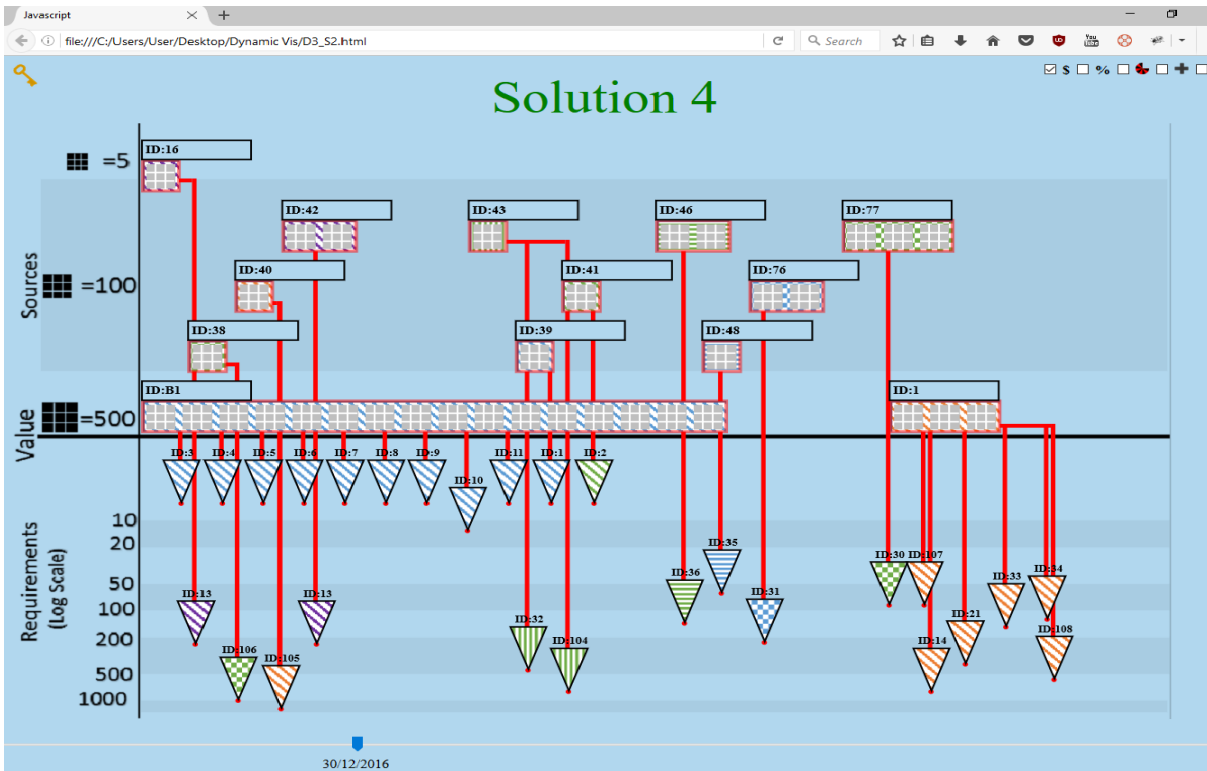 Javascript
file:///C:/Users/User/Desktop/Dynamic Vis/D3_S2.html
Search
You
$ %
Solution 4
=5
ID:16
ID:42
ID:43
ID:46
ID:77
Sources
=100
ID:40
ID:41
ID:76
ID:38
ID:39
ID:48
ID:B1
ID:1
Value
=500
ID:3
ID:4
ID:5
ID:6
ID:7
ID:8
ID:9
ID:10
ID:11
ID:1
ID:2
Requirements
(Log Scale)
10
20
50
100
200
500
1000
ID:35
ID:30
ID:107
ID:36
ID:34
ID:33
ID:13
ID:13
ID:31
ID:32
ID:21
ID:104
ID:14
ID:108
ID:106
ID:105
30/12/2016